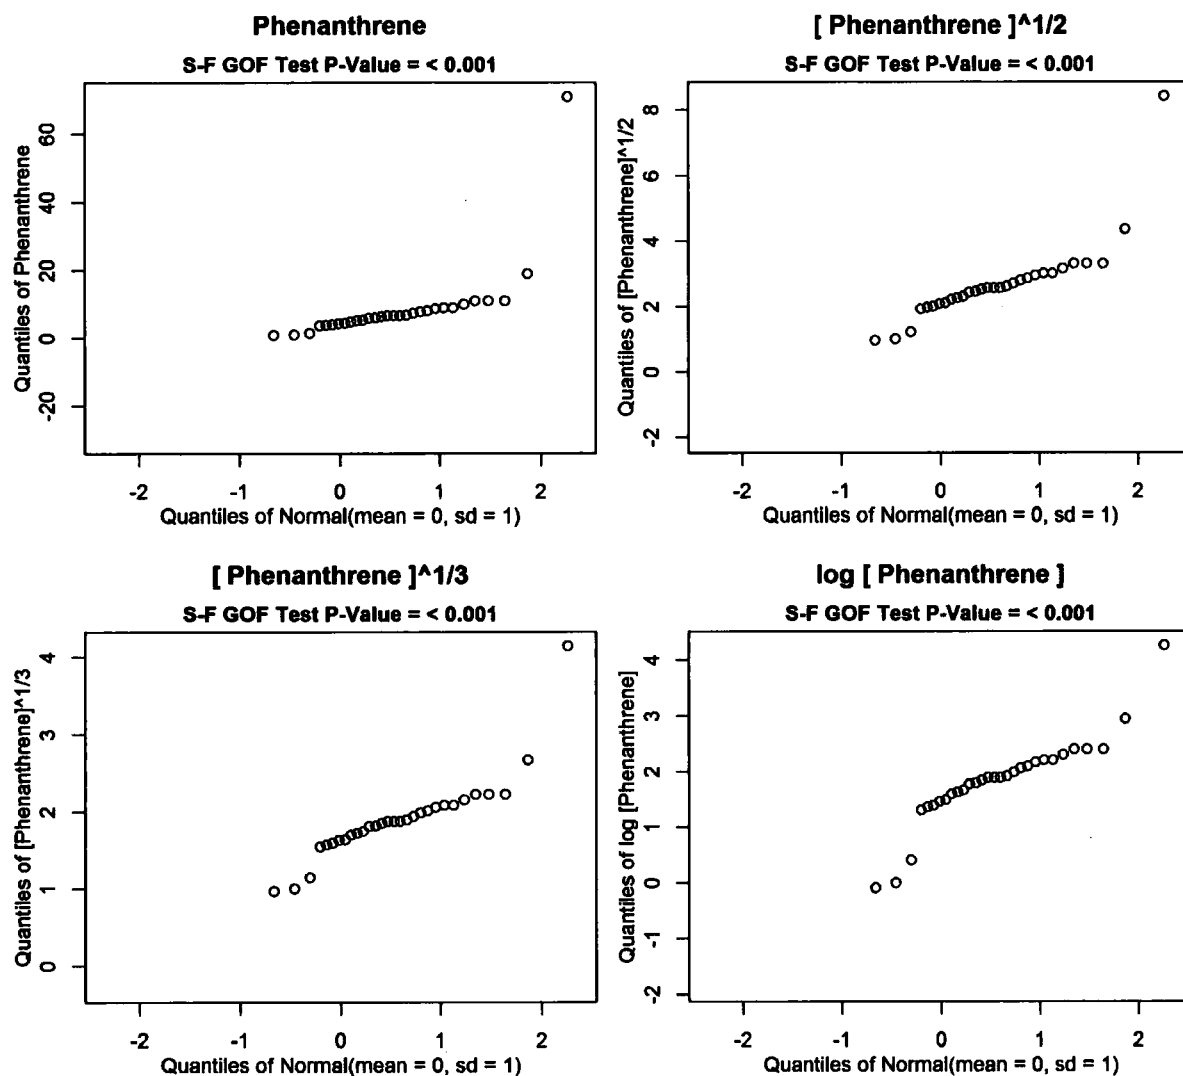 Phenanthrene
S-F GOF Test P-Value = < 0.001
Quantiles of Phenanthrene
60
40
20
0
-20
-2 -1 0 1 2
Quantiles of Normal(mean = 0, sd = 1)
[ Phenanthrene ]^1/2
S-F GOF Test P-Value = < 0.001
Quantiles of [Phenanthrene]^1/2
8
6
4
2
0
-2
-2 -1 0 1 2
Quantiles of Normal(mean = 0, sd = 1)
[ Phenanthrene ]^1/3
S-F GOF Test P-Value = < 0.001
Quantiles of [Phenanthrene]^1/3
4
3
2
1
0
-2 -1 0 1 2
Quantiles of Normal(mean = 0, sd = 1)
log [ Phenanthrene ]
S-F GOF Test P-Value = < 0.001
Quantiles of log [Phenanthrene]
4
3
2
1
0
-1
-2
-2 -1 0 1 2
Quantiles of Normal(mean = 0, sd = 1)